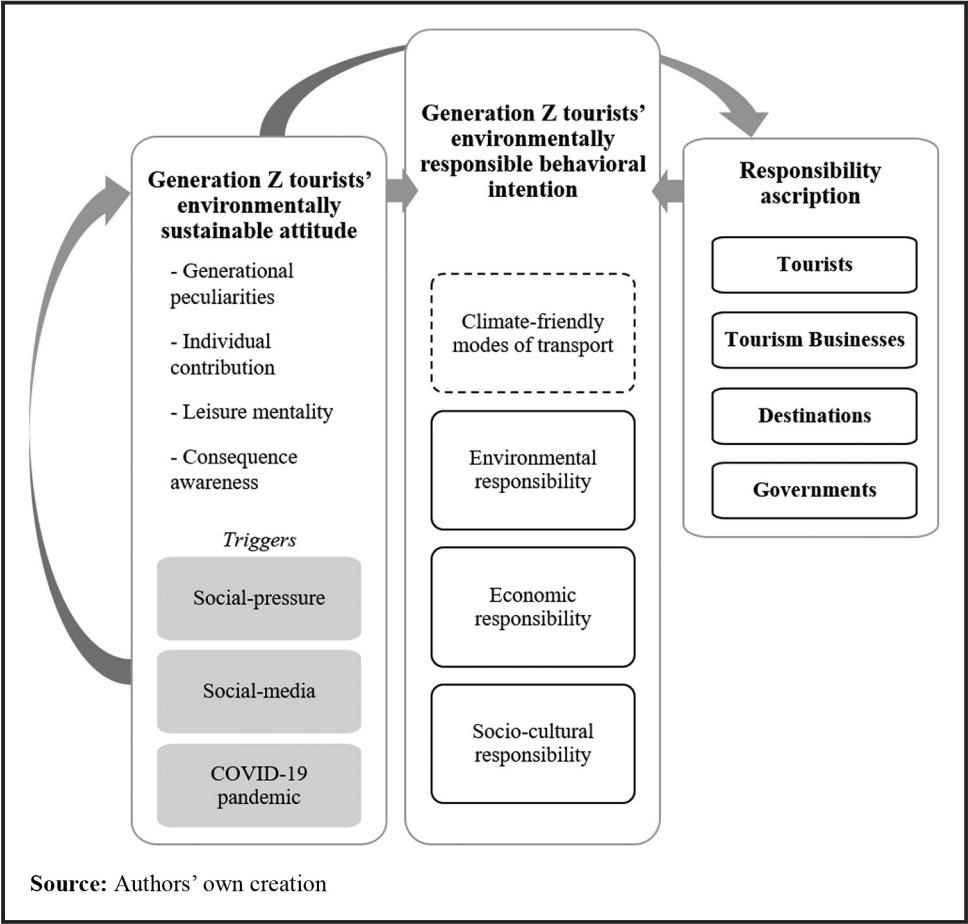 Generation Z tourists’
environmentally
sustainable attitude
- Generational
peculiarities
- Individual
contribution
- Leisure mentality
- Consequence
awareness
Triggers
Social-pressure
Social-media
COVID-19
pandemic
Generation Z tourists’
environmentally
responsible behavioral
intention
Climate-friendly
modes of transport
Environmental
responsibility
Economic
responsibility
Socio-cultural
responsibility
Responsibility
ascription
Tourists
Tourism Businesses
Destinations
Governments
Source: Authors’ own creation